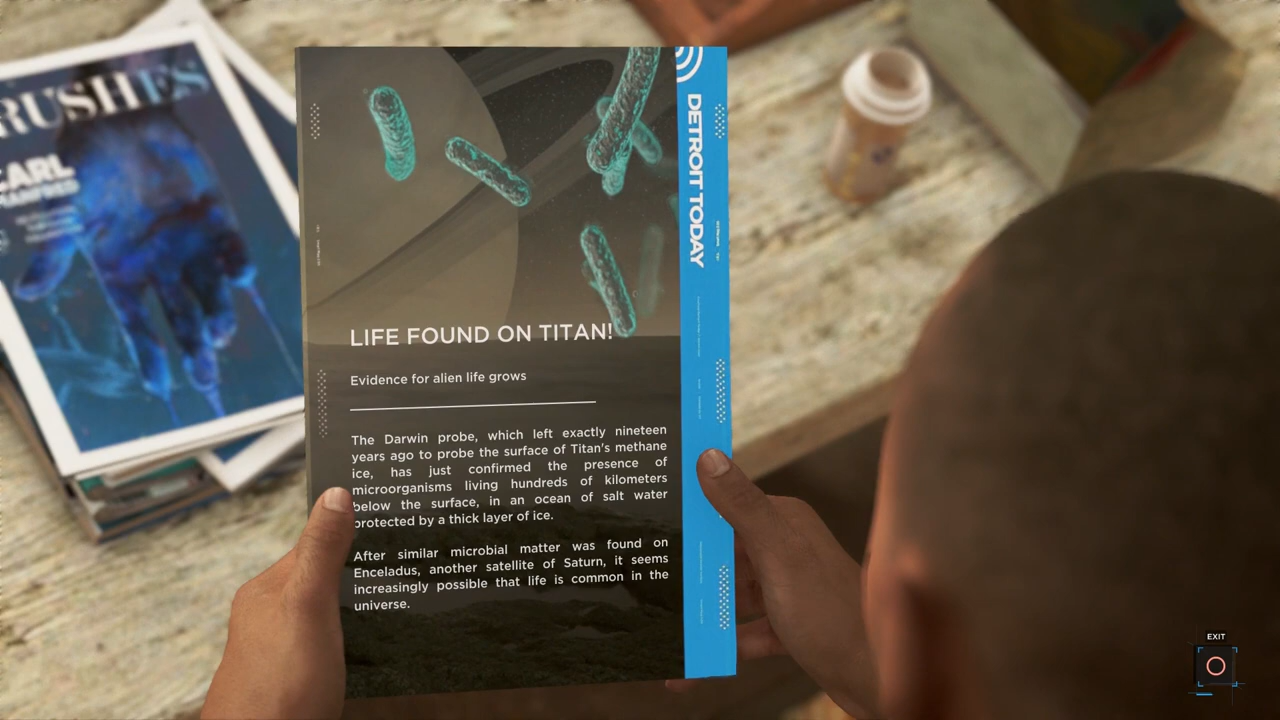 RUSHES
CARL
MANFRED
DETROIT TODAY
LIFE FOUND ON TITAN!
Evidence for alien life grows
The Darwin probe, which left exactly nineteen
years ago to probe the surface of Titan's methane
ice, has just confirmed the presence of
microorganisms living hundreds of kilometers
below the surface, in an ocean of salt water
protected by a thick layer of ice.
After similar microbial matter was found on
Enceladus, another satellite of Saturn, it seems
increasingly possible that life is common in the
universe.
EXIT